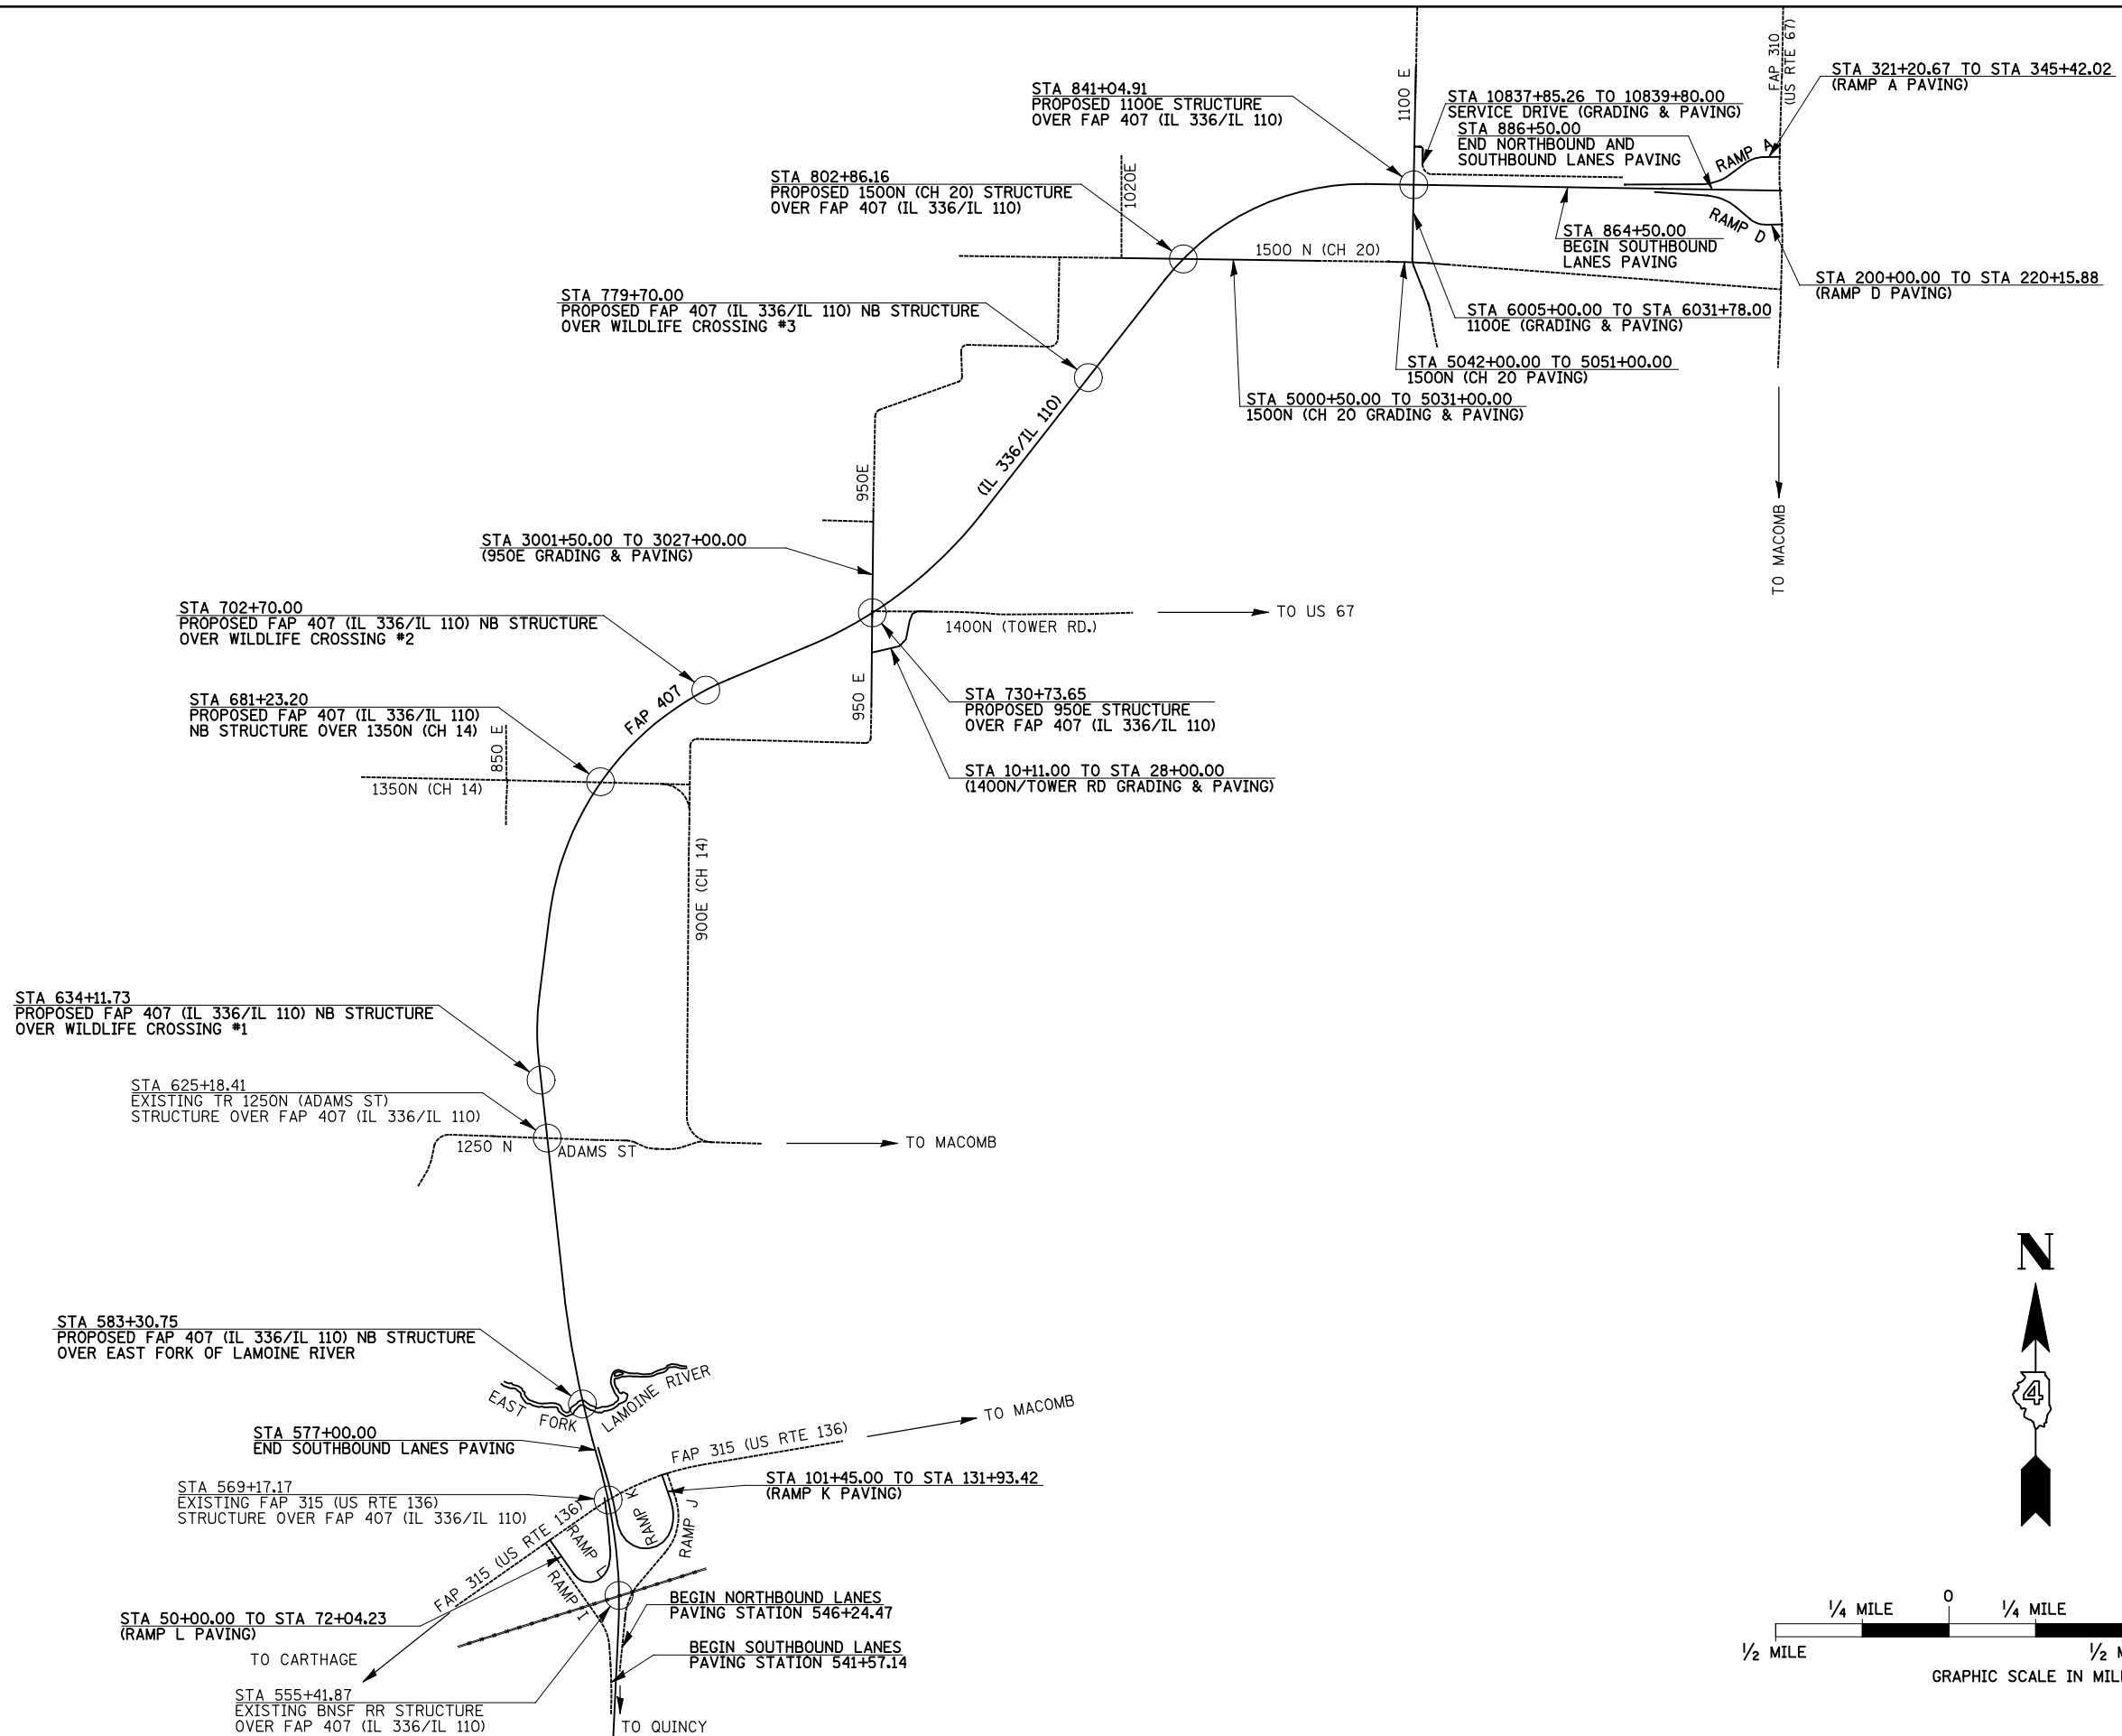 FAP 310
(US RTE 67)
STA 321+20.67 TO STA 345+42.02
(RAMP A PAVING)
STA 841+04.91
PROPOSED 1100E STRUCTURE
OVER FAP 407 (IL 336/IL 110)
1100 E
STA 10837+85.26 TO 10839+80.00
SERVICE DRIVE (GRADING & PAVING)
STA 886+50.00
END NORTHBOUND AND
SOUTHBOUND LANES PAVING
RAMP A
STA 802+86.16
PROPOSED 1500N (CH 20) STRUCTURE
OVER FAP 407 (IL 336/IL 110)
1020E
RAMP D
STA 864+50.00
BEGIN SOUTHBOUND
LANES PAVING
1500 N (CH 20)
STA 200+00.00 TO STA 220+15.88
(RAMP D PAVING)
STA 779+70.00
PROPOSED FAP 407 (IL 336/IL 110) NB STRUCTURE
OVER WILDLIFE CROSSING #3
STA 6005+00.00 TO STA 6031+78.00
1100E (GRADING & PAVING)
STA 5042+00.00 TO 5051+00.00
1500N (CH 20 PAVING)
STA 5000+50.00 TO 5031+00.00
1500N (CH 20 GRADING & PAVING)
(IL 336/IL 110)
950E
TO MACOMB
STA 3001+50.00 TO 3027+00.00
(950E GRADING & PAVING)
STA 702+70.00
PROPOSED FAP 407 (IL 336/IL 110) NB STRUCTURE
OVER WILDLIFE CROSSING #2
TO US 67
1400N (TOWER RD.)
950 E
STA 730+73.65
PROPOSED 950E STRUCTURE
OVER FAP 407 (IL 336/IL 110)
FAP 407
STA 681+23.20
PROPOSED FAP 407 (IL 336/IL 110)
NB STRUCTURE OVER 1350N (CH 14)
850 E
STA 10+11.00 TO STA 28+00.00
(1400N/TOWER RD GRADING & PAVING)
1350N (CH 14)
900E (CH 14)
STA 634+11.73
PROPOSED FAP 407 (IL 336/IL 110) NB STRUCTURE
OVER WILDLIFE CROSSING #1
STA 625+18.41
EXISTING TR 1250N (ADAMS ST)
STRUCTURE OVER FAP 407 (IL 336/IL 110)
1250 N
ADAMS ST
TO MACOMB
N
4
STA 583+30.75
PROPOSED FAP 407 (IL 336/IL 110) NB STRUCTURE
OVER EAST FORK OF LAMOINE RIVER
EAST FORK LAMOINE RIVER
TO MACOMB
STA 577+00.00
END SOUTHBOUND LANES PAVING
FAP 315 (US RTE 136)
STA 101+45.00 TO STA 131+93.42
(RAMP K PAVING)
STA 569+17.17
EXISTING FAP 315 (US RTE 136)
STRUCTURE OVER FAP 407 (IL 336/IL 110)
RAMP K
RAMP J
RAMP L
RAMP I
FAP 315 (US RTE 136)
BEGIN NORTHBOUND LANES
PAVING STATION 546+24.47
STA 50+00.00 TO STA 72+04.23
(RAMP L PAVING)
TO CARTHAGE
BEGIN SOUTHBOUND LANES
PAVING STATION 541+57.14
STA 555+41.87
EXISTING BNSF RR STRUCTURE
OVER FAP 407 (IL 336/IL 110)
TO QUINCY
1/4 MILE 0 1/4 MILE
1/2 MILE 1/2 M
GRAPHIC SCALE IN MIL